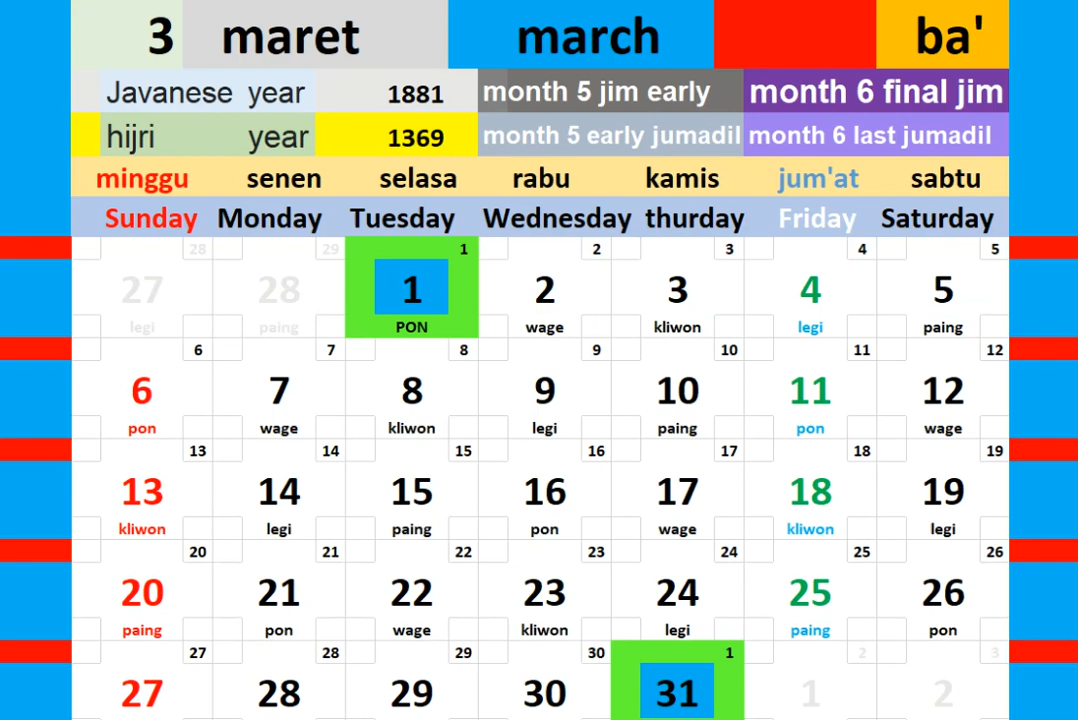 3 maret march ba'
Javanese year 1881 month 5 jim early month 6 final jim
hijri year 1369 month 5 early jumadil month 6 last jumadil
minggu senen selasa rabu kamis jum'at sabtu
Sunday Monday Tuesday Wednesday thurday Friday Saturday
28 29 1 2 3 4 5
27 28 1 2 3 4 5
legi paing PON wage kliwon legi paing
6 7 8 9 10 11 12
6 7 8 9 10 11 12
pon wage kliwon legi paing pon wage
13 14 15 16 17 18 19
13 14 15 16 17 18 19
kliwon legi paing pon wage kliwon legi
20 21 22 23 24 25 26
20 21 22 23 24 25 26
paing pon wage kliwon legi paing pon
27 28 29 30 1 2 3
27 28 29 30 31 1 2